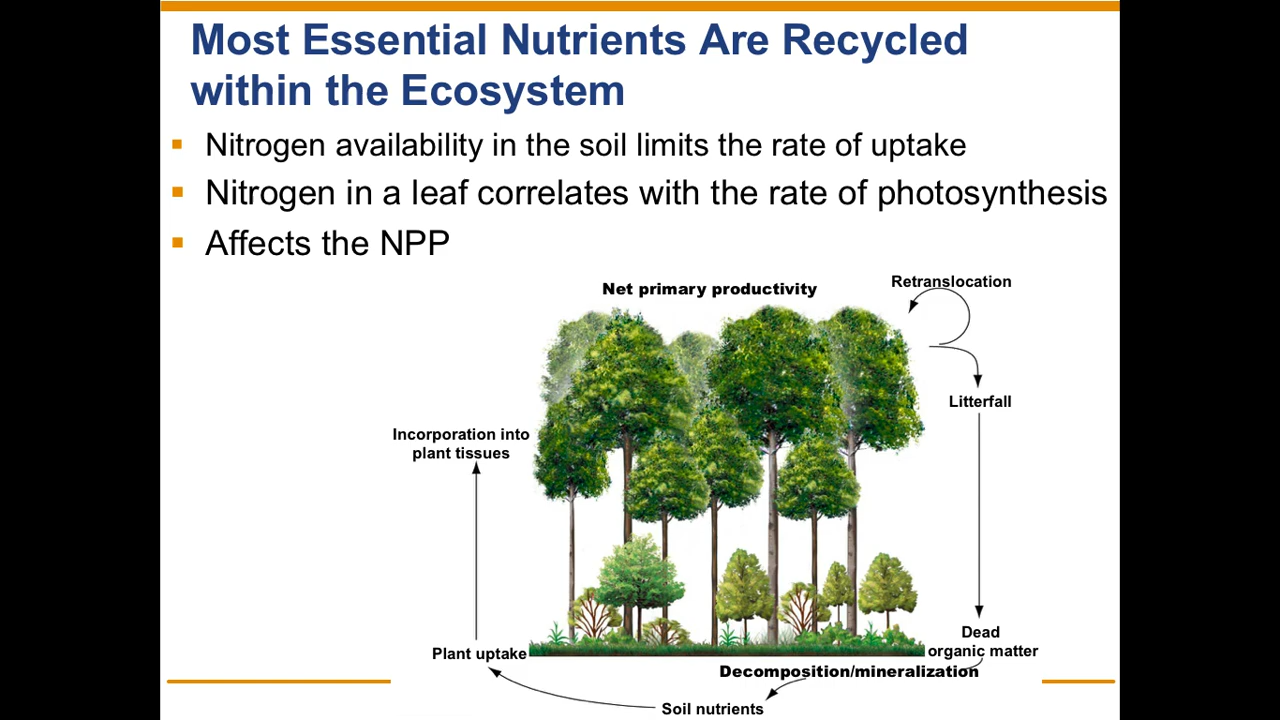 Most Essential Nutrients Are Recycled
within the Ecosystem
Nitrogen availability in the soil limits the rate of uptake
Nitrogen in a leaf correlates with the rate of photosynthesis
Affects the NPP
Net primary productivity
Retranslocation
Litterfall
Incorporation into
plant tissues
Dead
organic matter
Plant uptake
Decomposition/mineralization
Soil nutrients